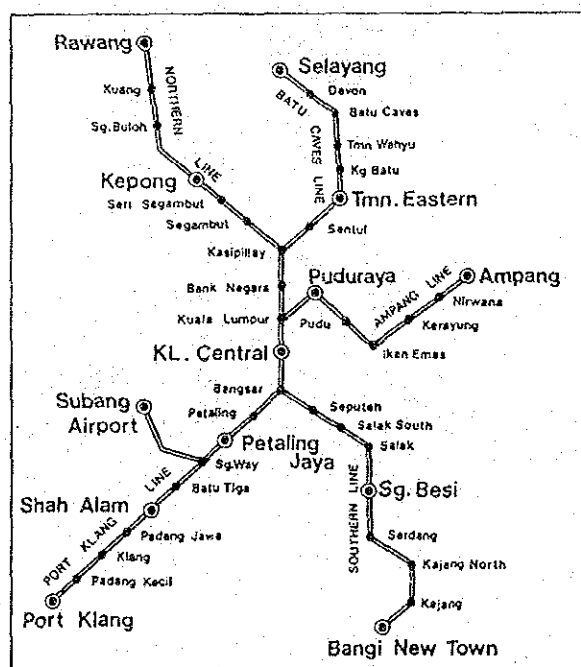 Rawang
Selayang
Xuang
NORTHERN
LINE
Davon
BATU
CAVES LINE
Batu Caves
Sg. Buloh
Tmn Wahyu
Kg Batu
Kepong
Seri Segambut
Tmn. Eastern
Segambut
Sentul
Kasipillay
Bank Negara
Puduraya
Ampang
AMPANG LINE
Nirwana
Kuala Lumpur
Pudu
Kerayung
Ikan Emas
KL. Central
Bangsar
Subang
Airport
Petaling
Seputeh
Salak South
Salak
Petaling
Jaya
Sg.Way
Batu Tiga
Shah Alam
PORT KLANG LINE
Sg. Besi
SOUTHERN LINE
Padang Jawa
Klang
Serdang
Padang Kecil
Kajang North
Port Klang
Kajang
Bangi New Town